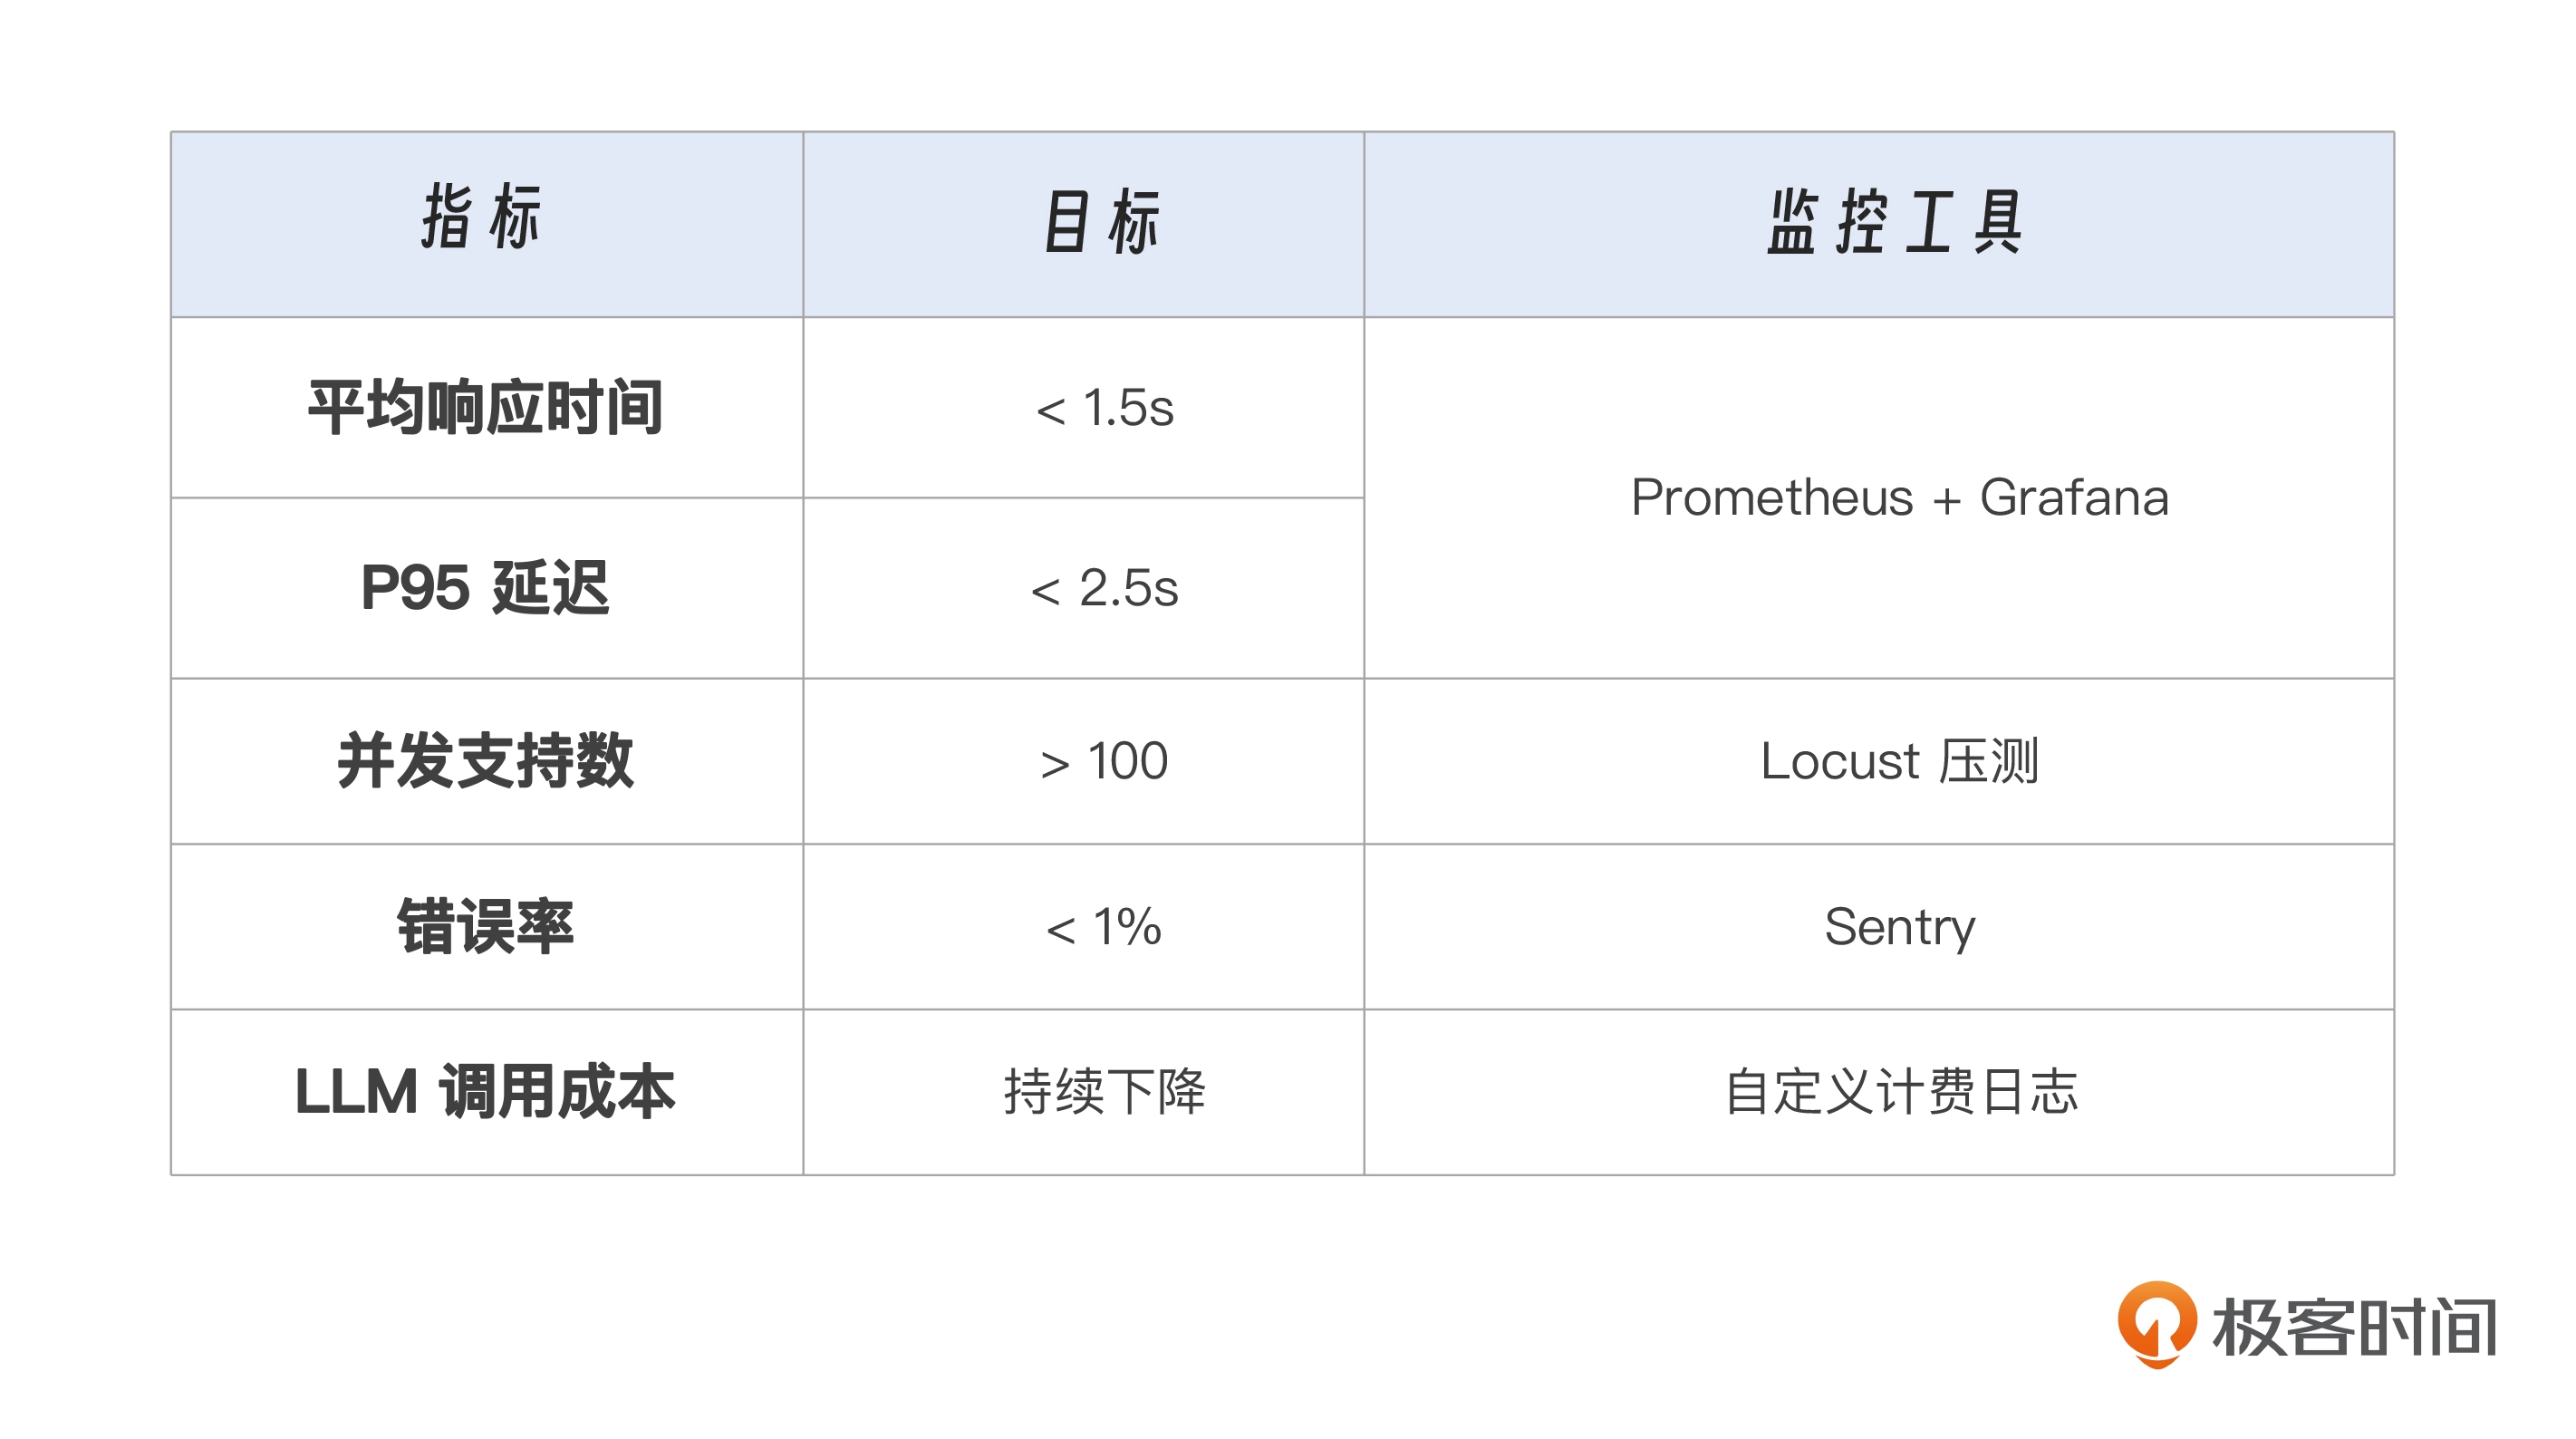 指标 目标 监控工具
平均响应时间 < 1.5s
Prometheus + Grafana
P95 延迟 < 2.5s
并发支持数 > 100 Locust 压测
错误率 < 1% Sentry
LLM 调用成本 持续下降 自定义计费日志
极客时间